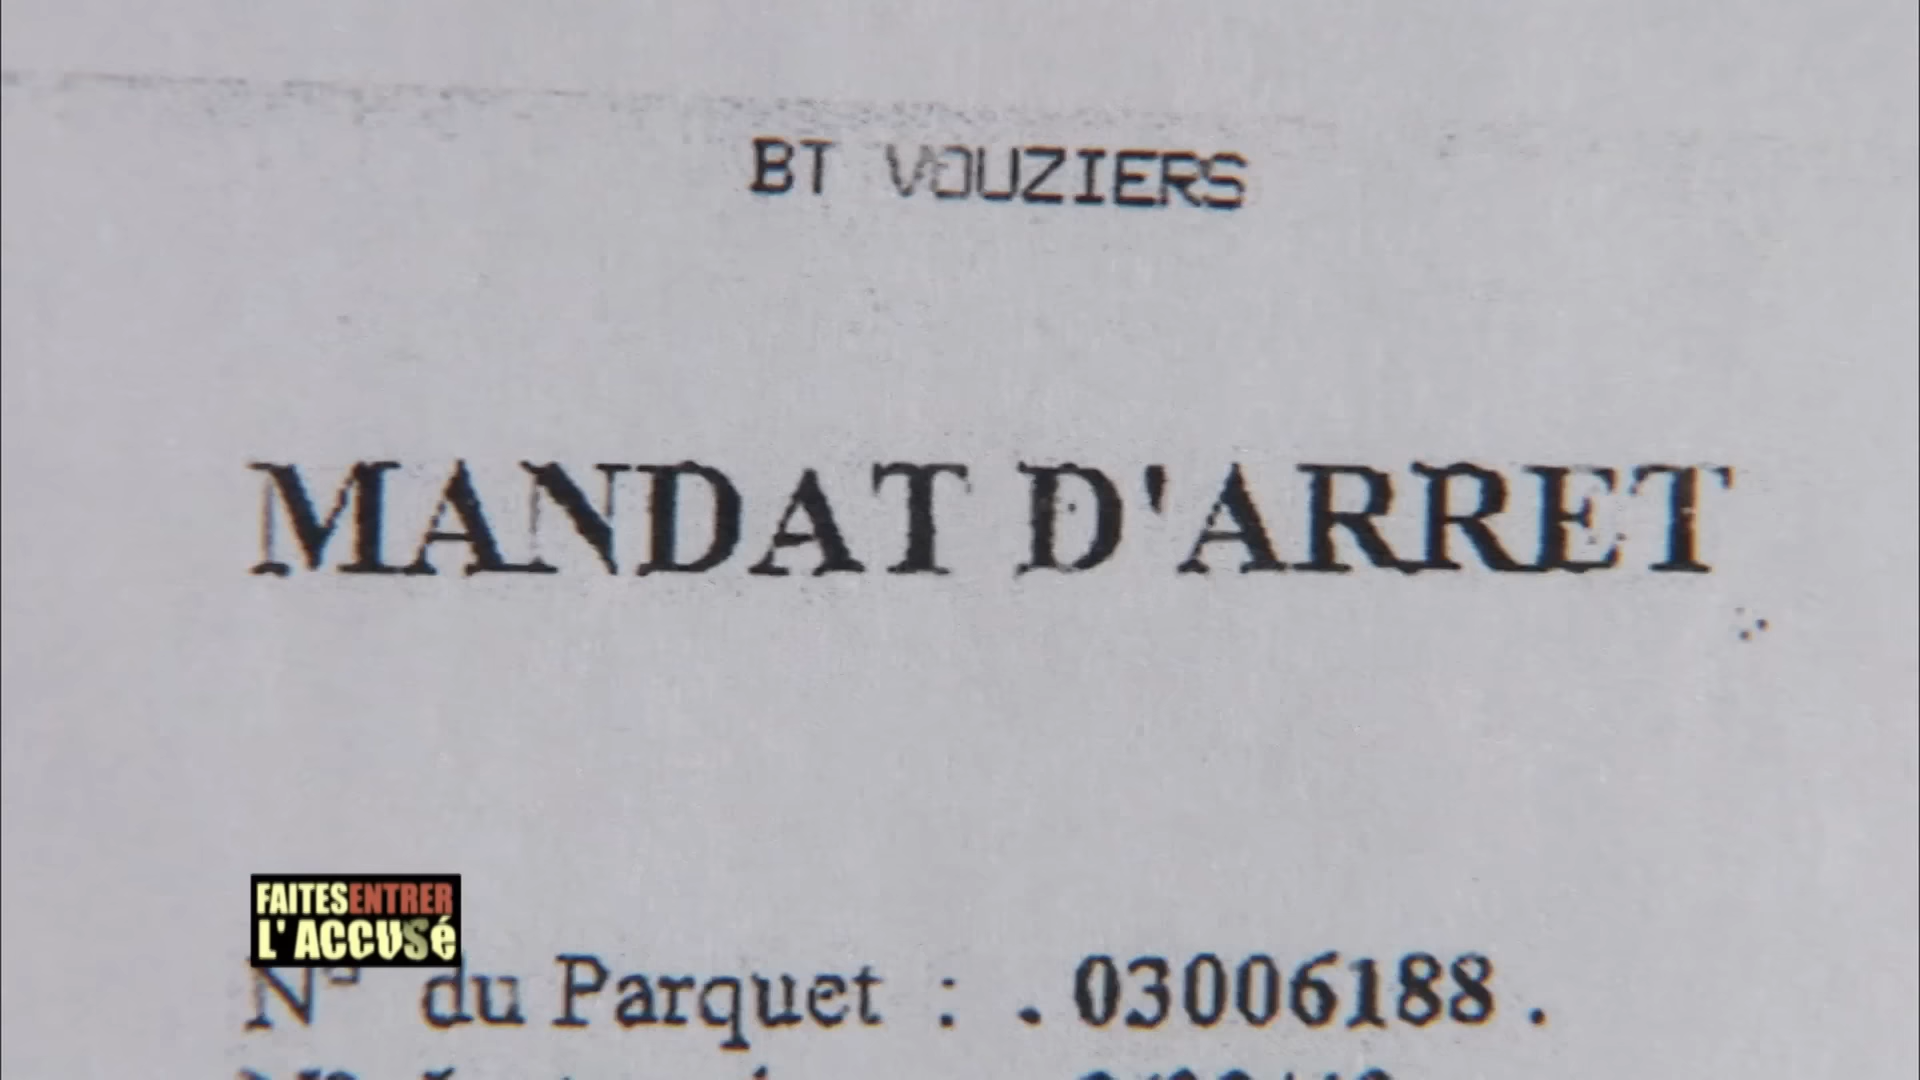 BT VOUZIERS
MANDAT D'ARRET
FAITES ENTRER
L'ACCUSé
N° du Parquet : . 03006188 .